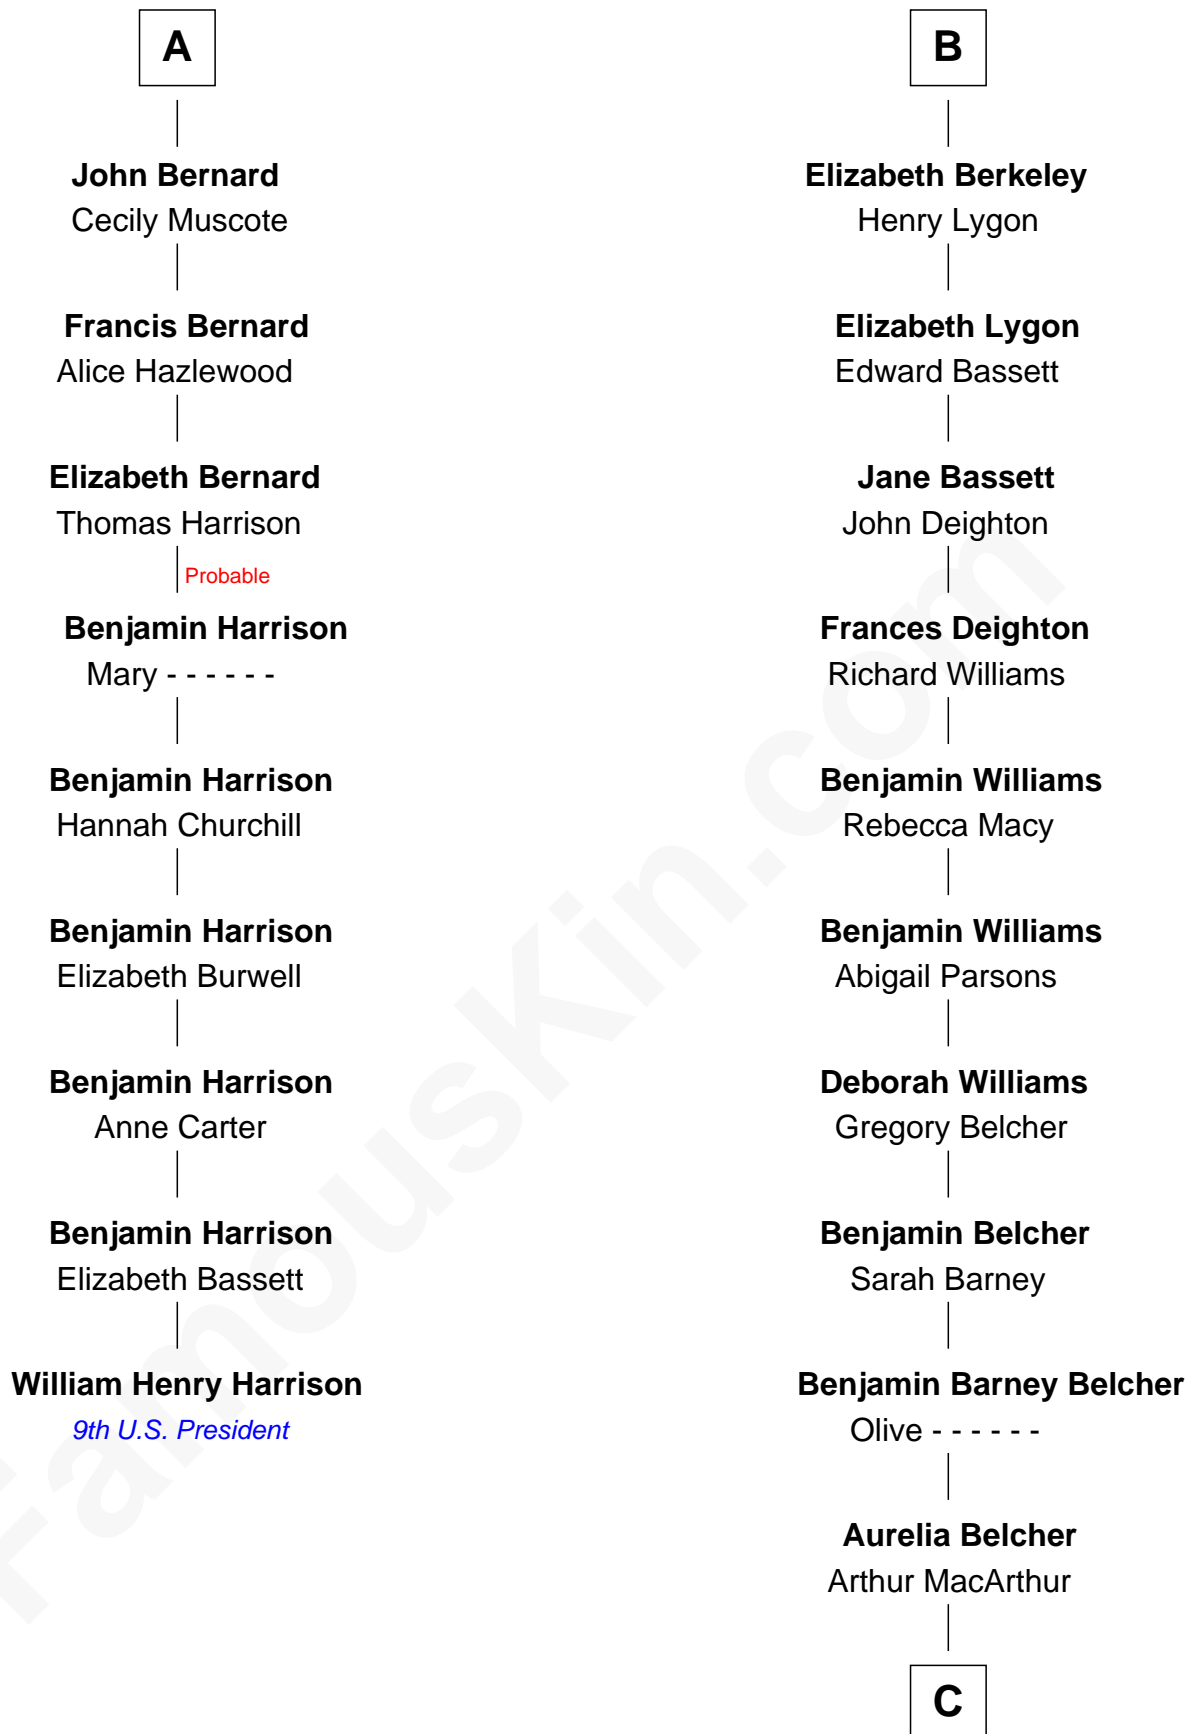 A
John Bernard
Cecily Muscote
Francis Bernard
Alice Hazlewood
Elizabeth Bernard
Thomas Harrison
Probable
Benjamin Harrison
Mary - - - - - -
Benjamin Harrison
Hannah Churchill
Benjamin Harrison
Elizabeth Burwell
Benjamin Harrison
Anne Carter
Benjamin Harrison
Elizabeth Bassett
William Henry Harrison
9th U.S. President
B
Elizabeth Berkeley
Henry Lygon
Elizabeth Lygon
Edward Bassett
Jane Bassett
John Deighton
Frances Deighton
Richard Williams
Benjamin Williams
Rebecca Macy
Benjamin Williams
Abigail Parsons
Deborah Williams
Gregory Belcher
Benjamin Belcher
Sarah Barney
Benjamin Barney Belcher
Olive - - - - - -
Aurelia Belcher
Arthur MacArthur
C
FamousKin.com